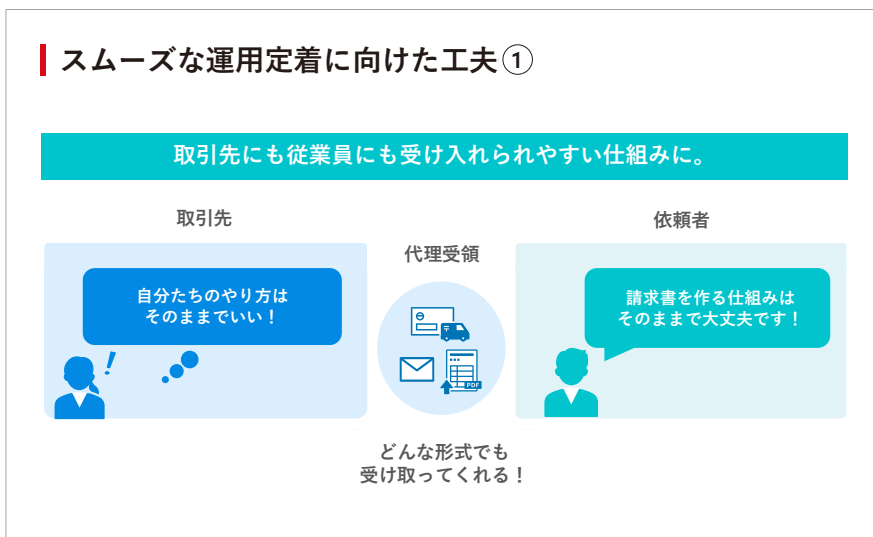 スムーズな運用定着に向けた工夫①
取引先にも従業員にも受け入れられやすい仕組みに。
取引先
自分たちのやり方は
そのままでいい！
代理受領
PDF
どんな形式でも
受け取ってくれる！
依頼者
請求書を作る仕組みは
そのままで大丈夫です！